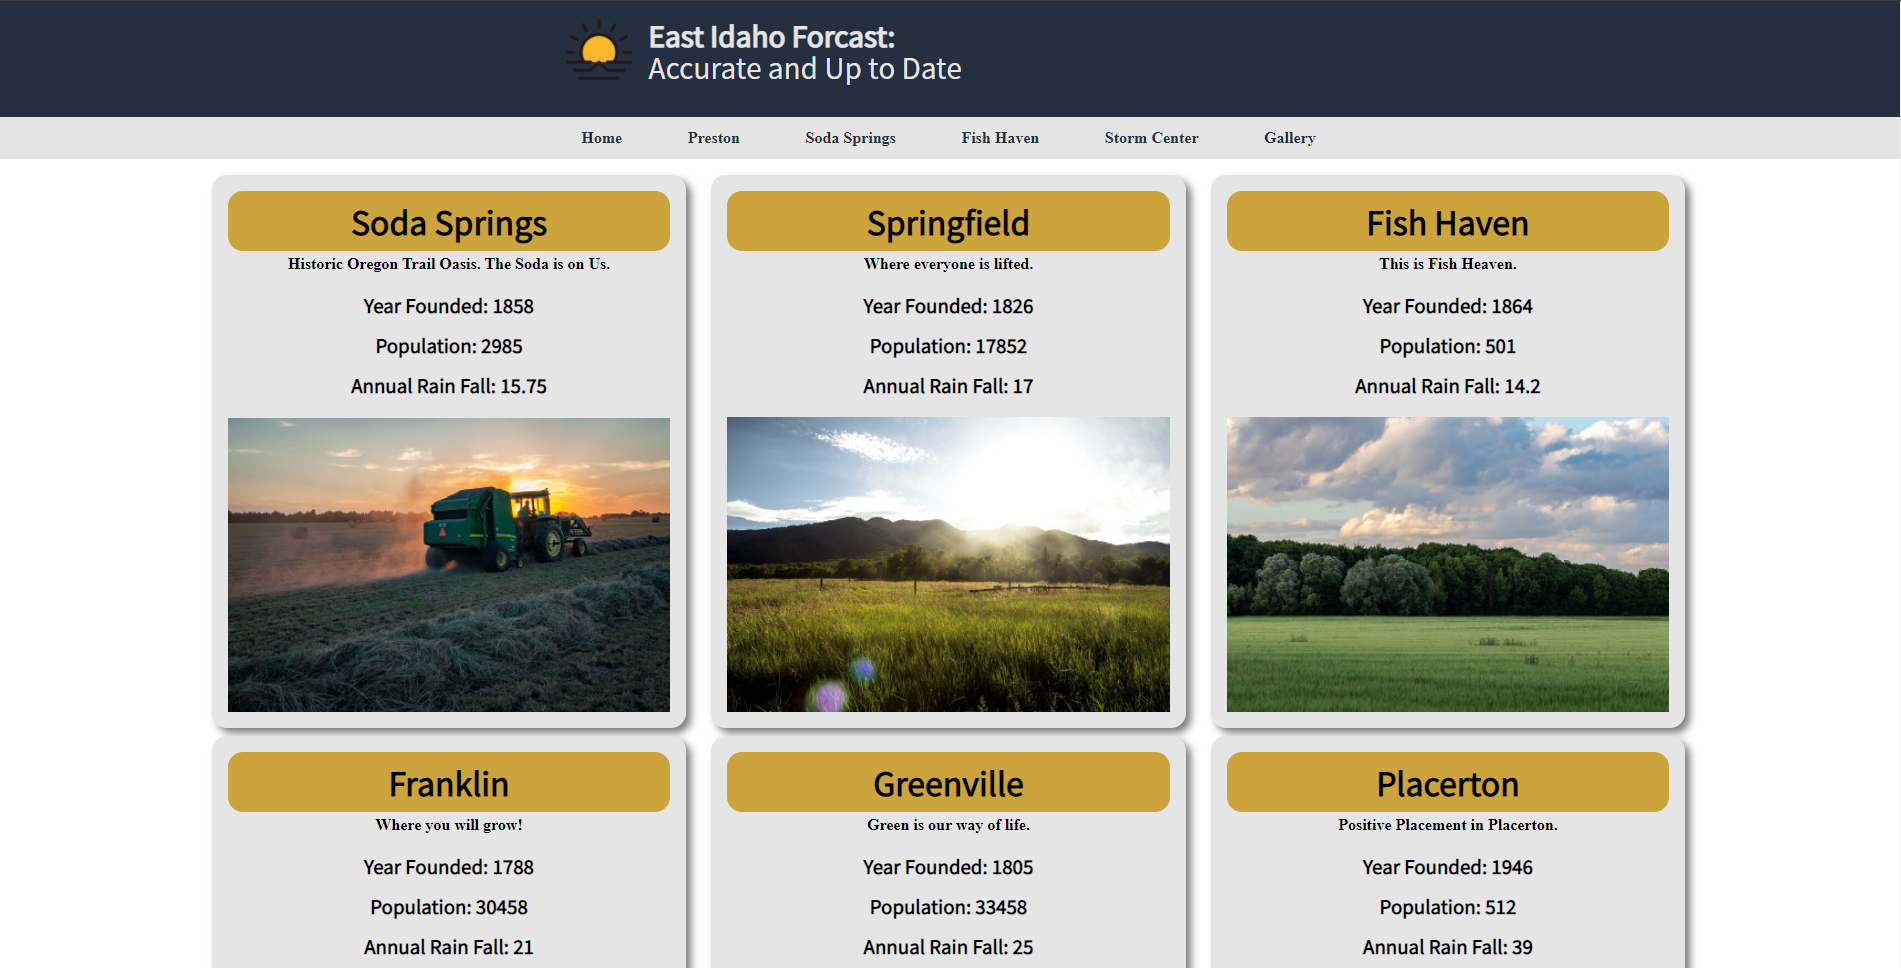 East Idaho Forcast:
Accurate and Up to Date
Home Preston Soda Springs Fish Haven Storm Center Gallery
Soda Springs
Historic Oregon Trail Oasis. The Soda is on Us.
Year Founded: 1858
Population: 2985
Annual Rain Fall: 15.75
Springfield
Where everyone is lifted.
Year Founded: 1826
Population: 17852
Annual Rain Fall: 17
Fish Haven
This is Fish Heaven.
Year Founded: 1864
Population: 501
Annual Rain Fall: 14.2
Franklin
Where you will grow!
Year Founded: 1788
Population: 30458
Annual Rain Fall: 21
Greenville
Green is our way of life.
Year Founded: 1805
Population: 33458
Annual Rain Fall: 25
Placerton
Positive Placement in Placerton.
Year Founded: 1946
Population: 512
Annual Rain Fall: 39